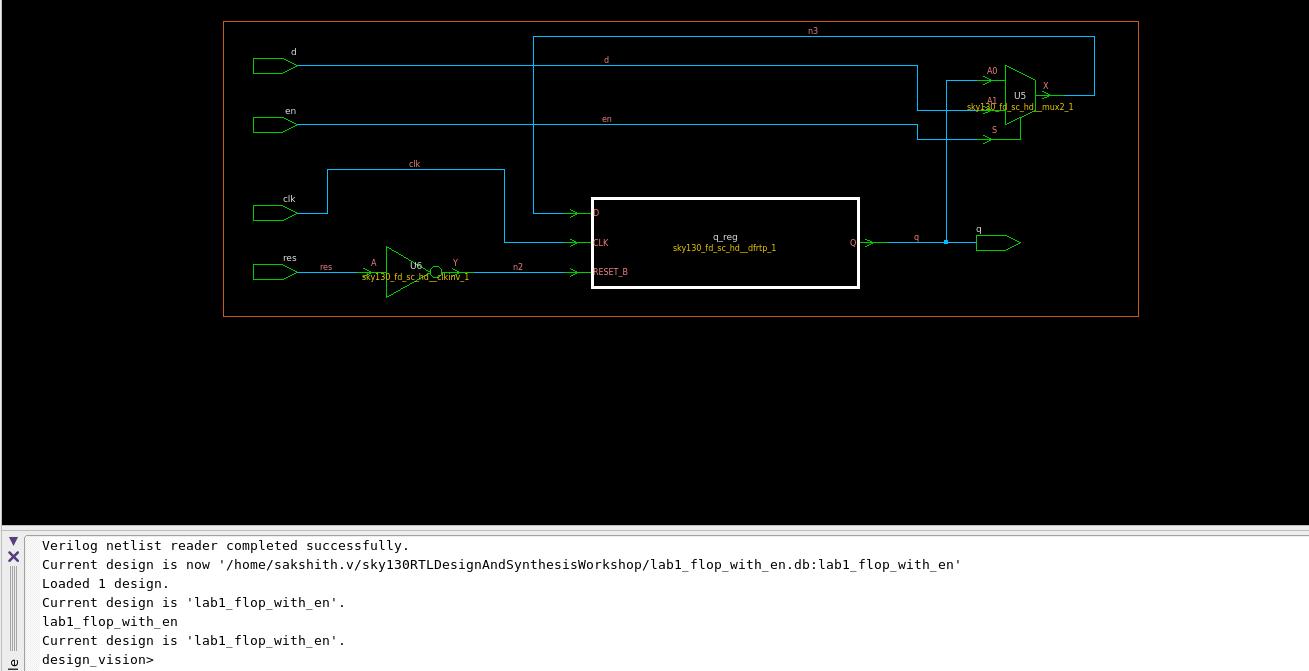 n3
d
d
A0
X
U5
A1
sky130_fd_sc_hd__mux2_1
en
en
S
clk
clk
D
q_reg
sky130_fd_sc_hd__dfrtp_1
CLK
Q
q
q
res
res
A
U6
Y
n2
RESET_B
sky130_fd_sc_hd__clkinv_1
Verilog netlist reader completed successfully.
Current design is now '/home/sakshith.v/sky130RTLDesignAndSynthesisWorkshop/lab1_flop_with_en.db:lab1_flop_with_en'
Loaded 1 design.
Current design is 'lab1_flop_with_en'.
lab1_flop_with_en
Current design is 'lab1_flop_with_en'.
design_vision>
le